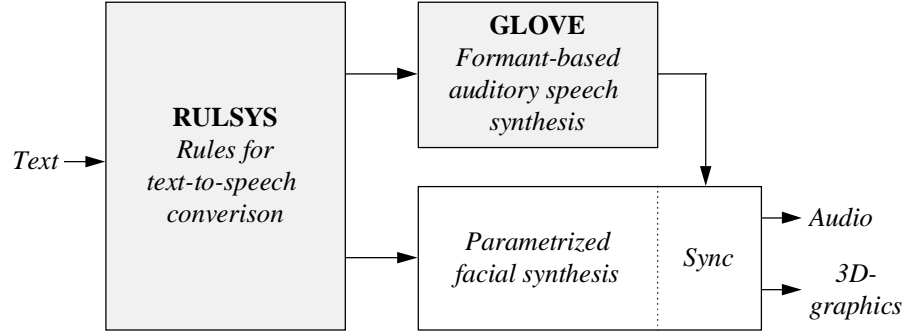 Text
RULSYS
Rules for
text-to-speech
converison
GLOVE
Formant-based
auditory speech
synthesis
Parametrized
facial synthesis
Sync
Audio
3D-
graphics